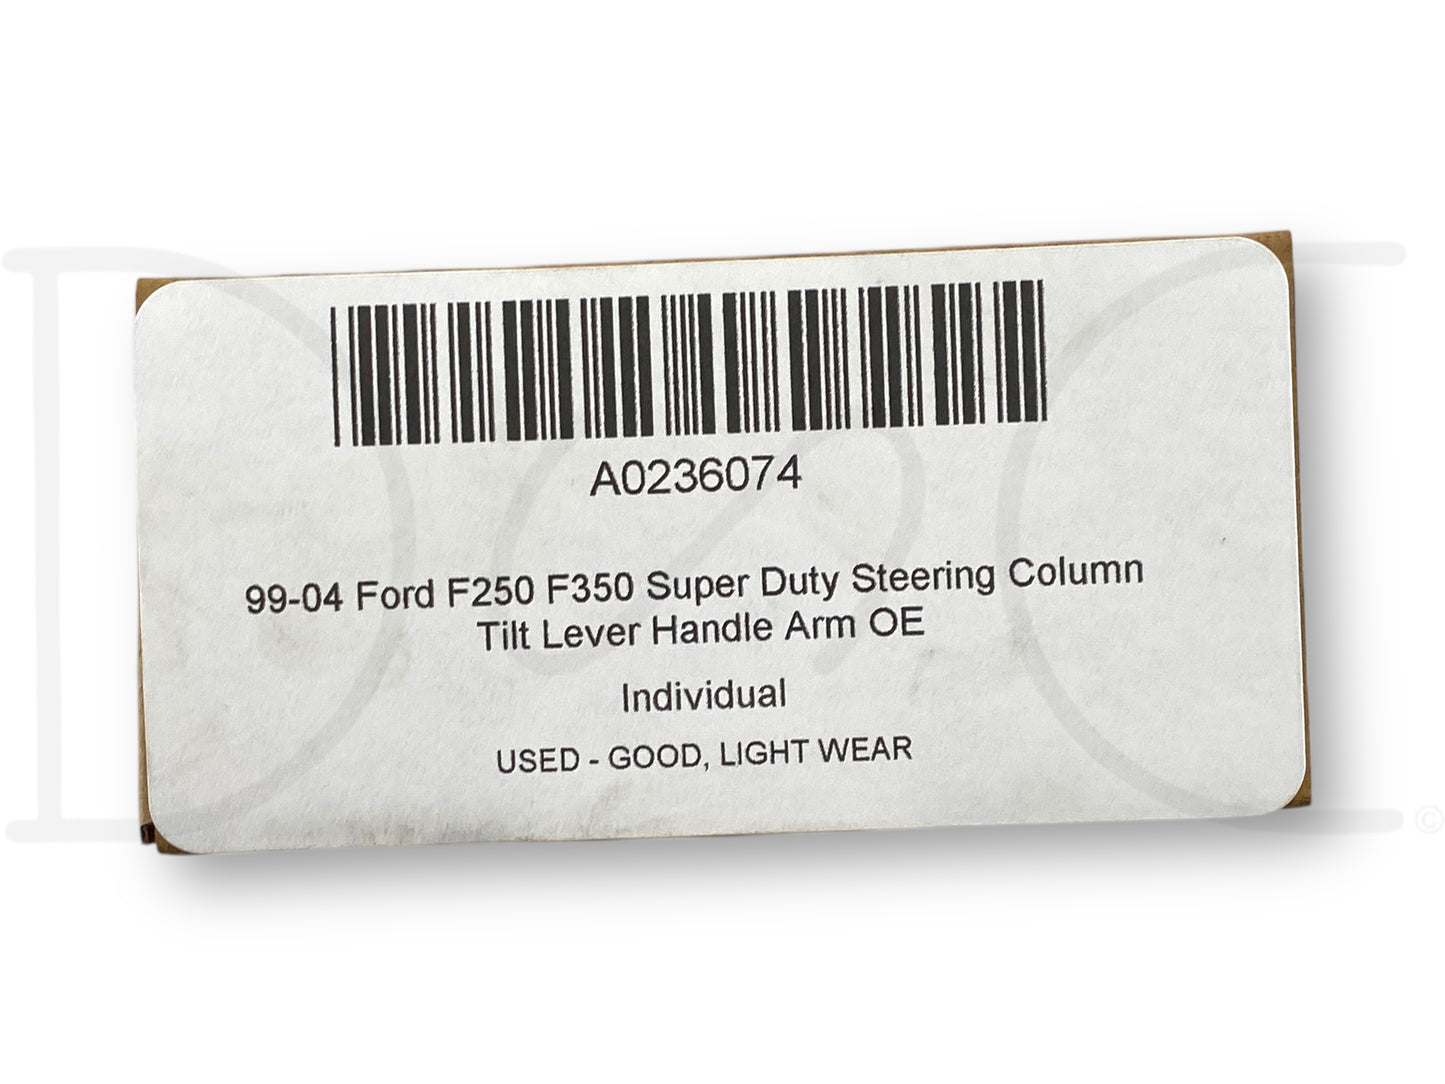 A0236074
99-04 Ford F250 F350 Super Duty Steering Column
Tilt Lever Handle Arm OE
Individual
USED - GOOD, LIGHT WEAR